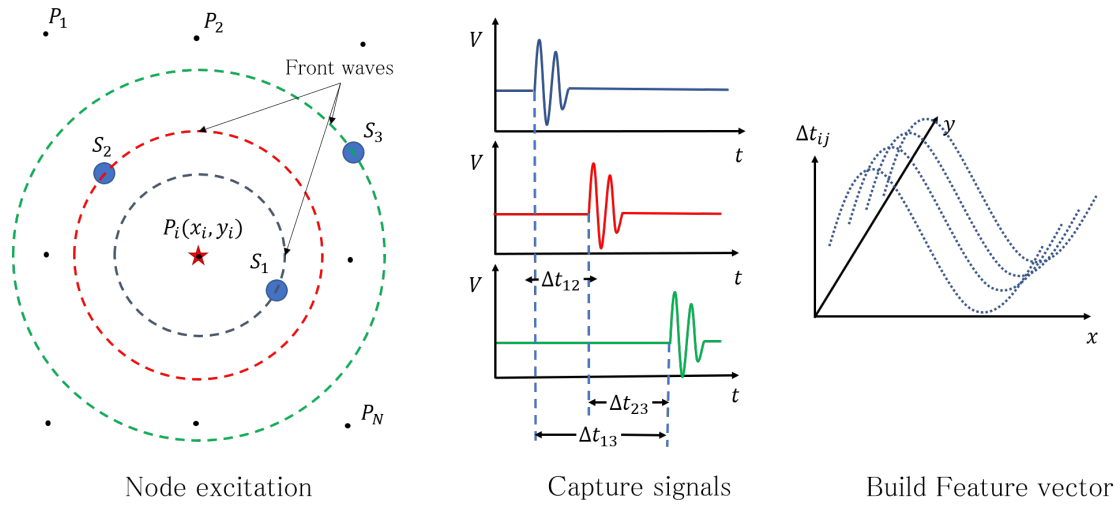 P₁
P₂
Front waves
S₂
S₃
Pᵢ(xᵢ, yᵢ)
S₁
P_N
Node excitation
V
t
V
t
Δt₁₂
V
t
Δt₂₃
Δt₁₃
Capture signals
Δtᵢⱼ
y
x
Build Feature vector